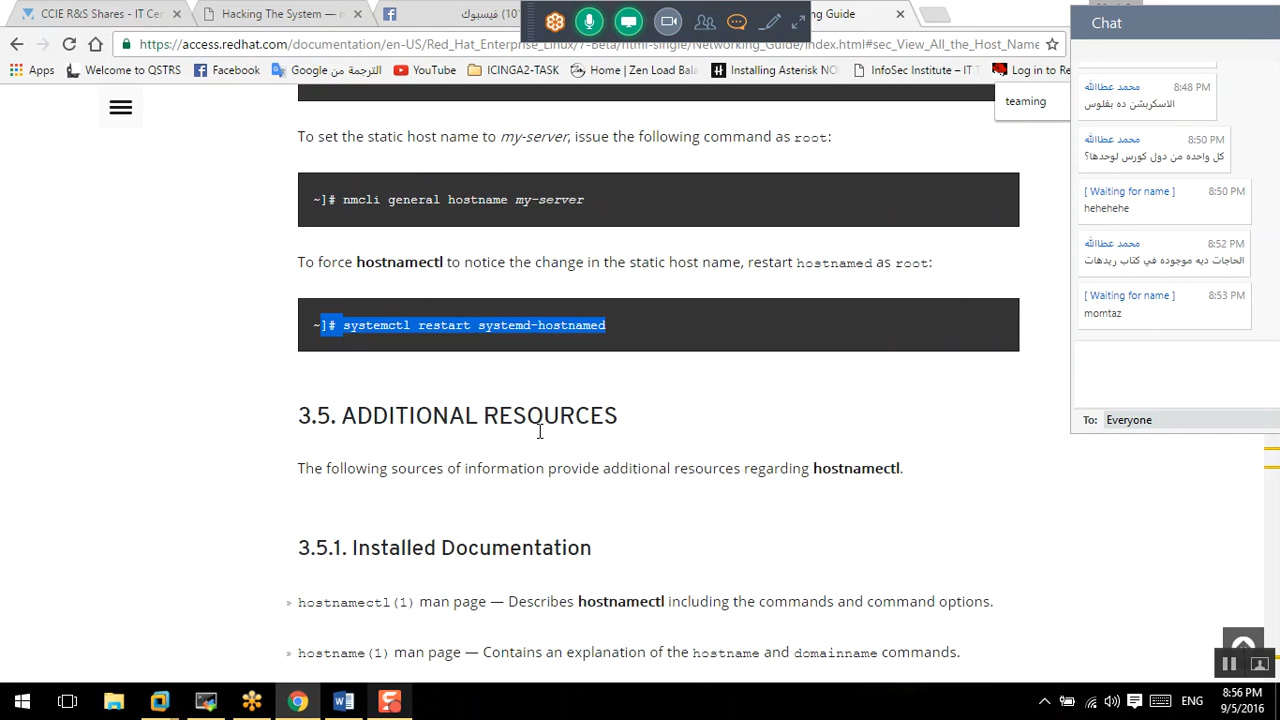 CCIE R&S Shares - IT Cen
Hacking The System — m
(10) فيسبوك
ng Guide
https://access.redhat.com/documentation/en-US/Red_Hat_Enterprise_Linux/7-Beta/html-single/Networking_Guide/index.html#sec_View_All_the_Host_Name
Apps
Welcome to QSTRS
Facebook
الترجمة من Google
YouTube
ICINGA2-TASK
Home | Zen Load Bala
Installing Asterisk NO
InfoSec Institute – IT T
Log in to Re
teaming
To set the static host name to my-server, issue the following command as root:
~]# nmcli general hostname my-server
To force hostnamectl to notice the change in the static host name, restart hostnamed as root:
~]# systemctl restart systemd-hostnamed
3.5. ADDITIONAL RESOURCES
The following sources of information provide additional resources regarding hostnamectl.
3.5.1. Installed Documentation
» hostnamectl(1) man page — Describes hostnamectl including the commands and command options.
» hostname(1) man page — Contains an explanation of the hostname and domainname commands.
Chat
محمد عطاالله
8:48 PM
الاسكربشن ده بفلوس
محمد عطاالله
8:50 PM
كل واحده من دول كورس لوحدها؟
[ Waiting for name ]
8:50 PM
hehehehe
محمد عطاالله
8:52 PM
الحاجات ديه موجوده في كتاب ريدهات
[ Waiting for name ]
8:53 PM
momtaz
To: Everyone
ENG
8:56 PM
9/5/2016